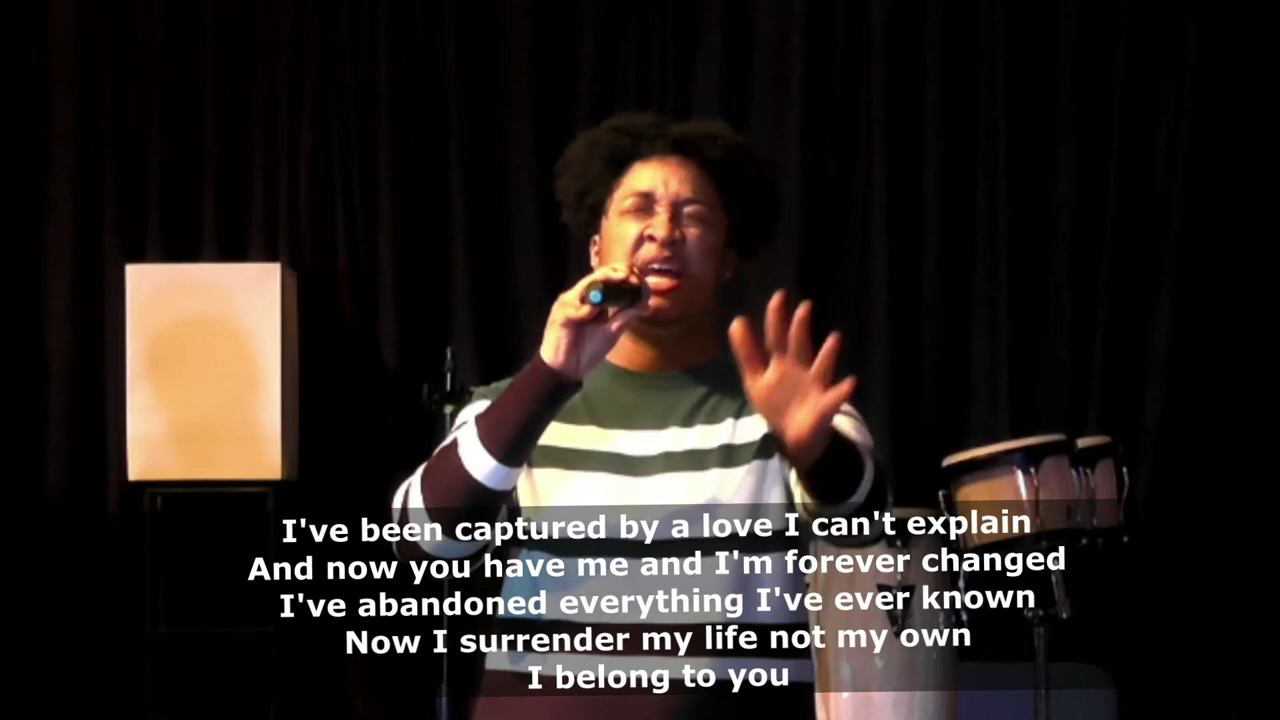 I've been captured by a love I can't explain
And now you have me and I'm forever changed
I've abandoned everything I've ever known
Now I surrender my life not my own
I belong to you